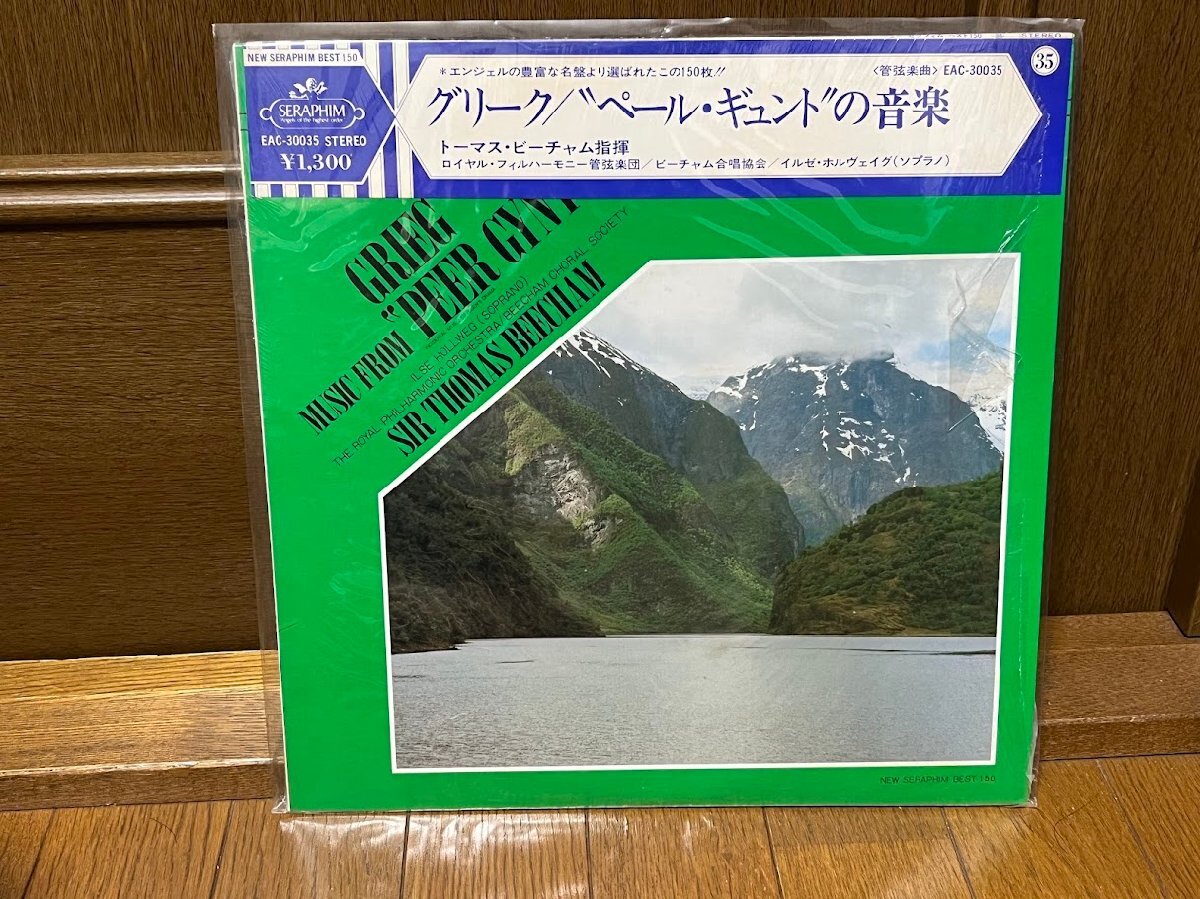 NEW SERAPHIM BEST 150
SERAPHIM
"Angels of the highest order"
EAC-30035 STEREO
¥1,300
STEREO
35
*エンジェルの豊富な名盤より選ばれたこの150枚!!
〈管弦楽曲〉EAC-30035
グリーク/〝ペール・ギュント〟の音楽
トーマス・ビーチャム指揮
ロイヤル・フィルハーモニー管弦楽団/ビーチャム合唱協会/イルゼ・ホルヴェイグ(ソプラノ)
GRIEG
MUSIC FROM "PEER GYNT
ILSE HOLLWEG (SOPRANO)
THE ROYAL PHILHARMONIC ORCHESTRA/BEECHAM CHORAL SOCIETY
SIR THOMAS BEECHAM
NEW SERAPHIM BEST 150